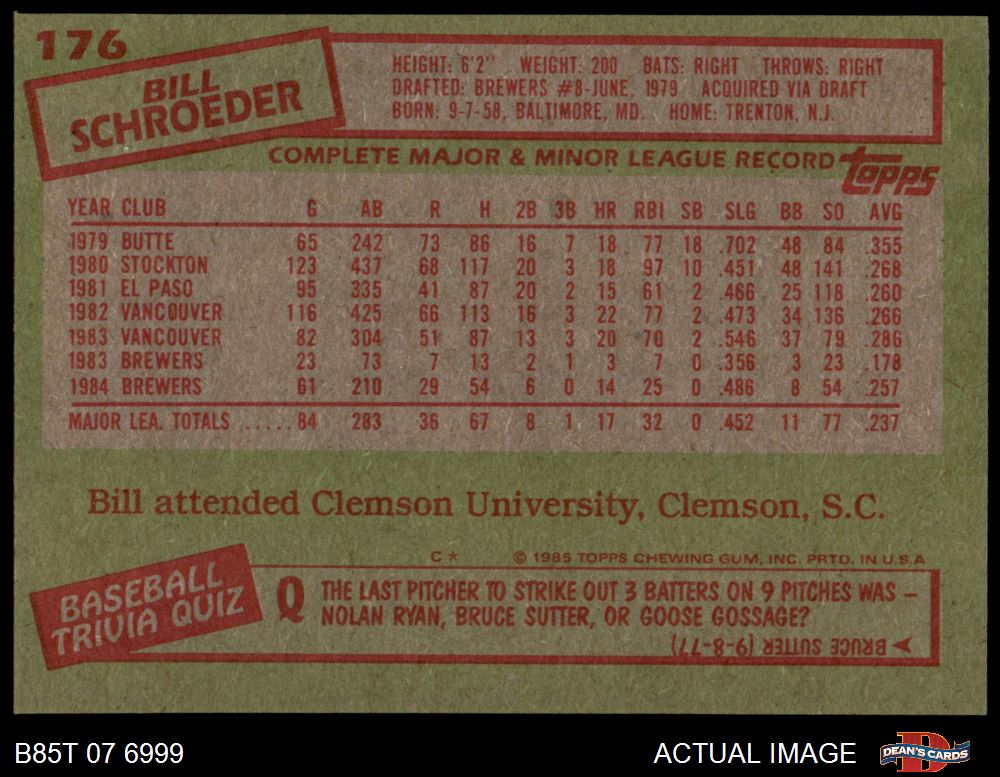 176
BILL
SCHROEDER
HEIGHT: 6'2" WEIGHT: 200 BATS: RIGHT THROWS: RIGHT
DRAFTED: BREWERS #8-JUNE, 1979 ACQUIRED VIA DRAFT
BORN: 9-7-58, BALTIMORE, MD. HOME: TRENTON, N.J.
COMPLETE MAJOR & MINOR LEAGUE RECORD topps
YEAR CLUB G AB R H 2B 3B HR RBI SB SLG BB SO AVG
1979 BUTTE 65 242 73 86 16 7 18 77 18 .702 48 84 .355
1980 STOCKTON 123 437 68 117 20 3 18 97 10 .451 48 141 .268
1981 EL PASO 95 335 41 87 20 2 15 61 2 .466 25 118 .260
1982 VANCOUVER 116 425 66 113 16 3 22 77 2 .473 34 136 .266
1983 VANCOUVER 82 304 51 87 13 3 20 70 2 .546 37 79 .286
1983 BREWERS 23 73 7 13 2 1 3 7 0 .356 3 23 .178
1984 BREWERS 61 210 29 54 6 0 14 25 0 .486 8 54 .257
MAJOR LEA. TOTALS .....84 283 36 67 8 1 17 32 0 .452 11 77 .237
Bill attended Clemson University, Clemson, S.C.
C* © 1985 TOPPS CHEWING GUM, INC. PRTD. IN U.S.A
BASEBALL
TRIVIA QUIZ
Q THE LAST PITCHER TO STRIKE OUT 3 BATTERS ON 9 PITCHES WAS –
NOLAN RYAN, BRUCE SUTTER, OR GOOSE GOSSAGE?
BRUCE SUTTER (9-8-77)
B85T 07 6999
ACTUAL IMAGE
D
DEAN'S CARDS